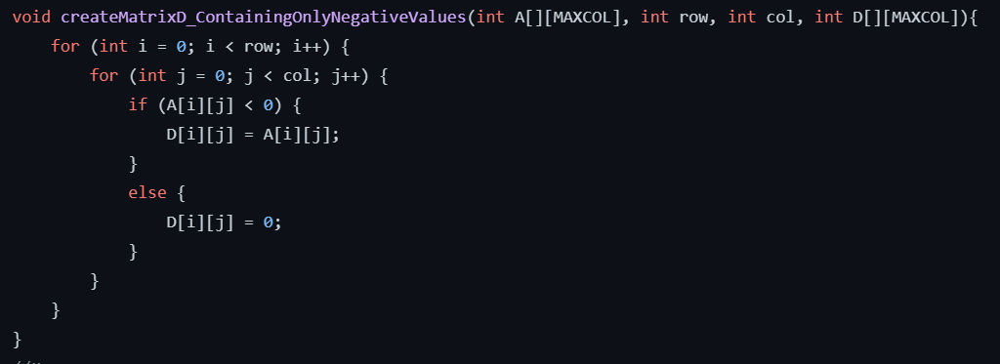 void createMatrixD_ContainingOnlyNegativeValues(int A[][MAXCOL], int row, int col, int D[][MAXCOL]){
    for (int i = 0; i < row; i++) {
        for (int j = 0; j < col; j++) {
            if (A[i][j] < 0) {
                D[i][j] = A[i][j];
            }
            else {
                D[i][j] = 0;
            }
        }
    }
}